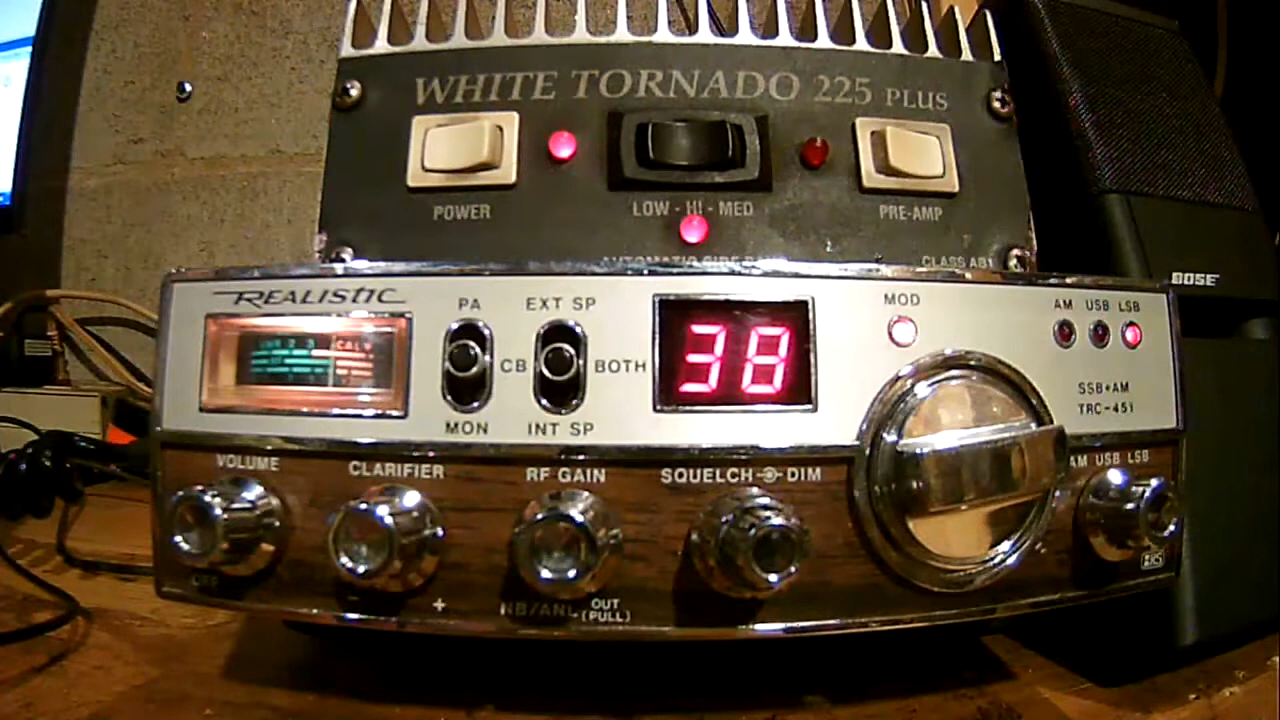 WHITE TORNADO 225 PLUS
POWER
LOW - HI - MED
PRE-AMP
CLASS AB1
BOSE
REALISTIC
PA
EXT SP
MOD
AM USB LSB
CB
BOTH
38
MON
INT SP
SSB+AM
TRC-451
VOLUME
CLARIFIER
RF GAIN
SQUELCH DIM
AM USB LSB
OFF
+
NB/ANL
OUT
(PULL)